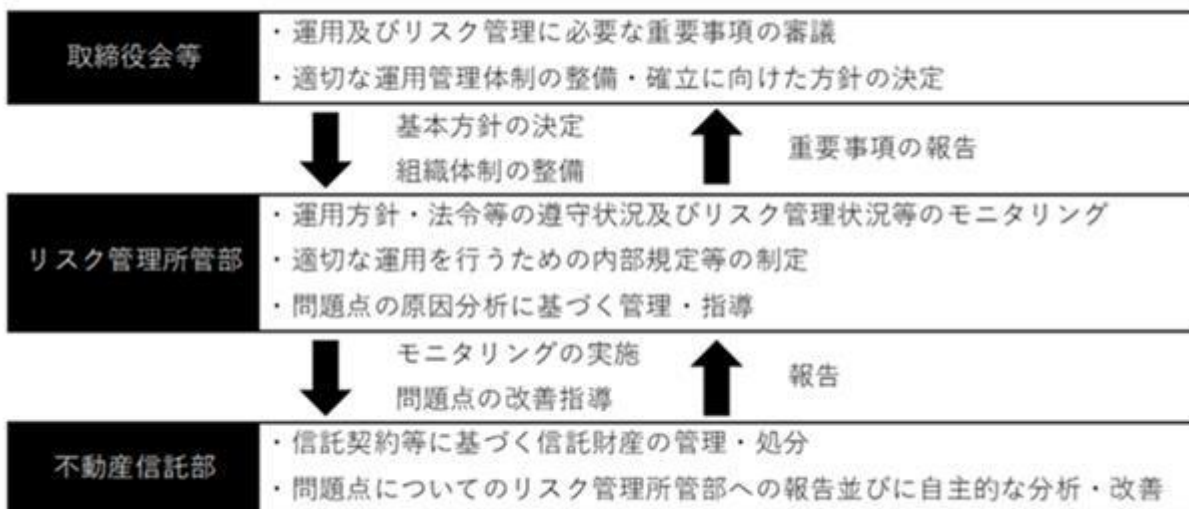 取締役会等
・運用及びリスク管理に必要な重要事項の審議
・適切な運用管理体制の整備・確立に向けた方針の決定
基本方針の決定
組織体制の整備
重要事項の報告
リスク管理所管部
・運用方針・法令等の遵守状況及びリスク管理状況等のモニタリング
・適切な運用を行うための内部規定等の制定
・問題点の原因分析に基づく管理・指導
モニタリングの実施
問題点の改善指導
報告
不動産信託部
・信託契約等に基づく信託財産の管理・処分
・問題点についてのリスク管理所管部への報告並びに自主的な分析・改善